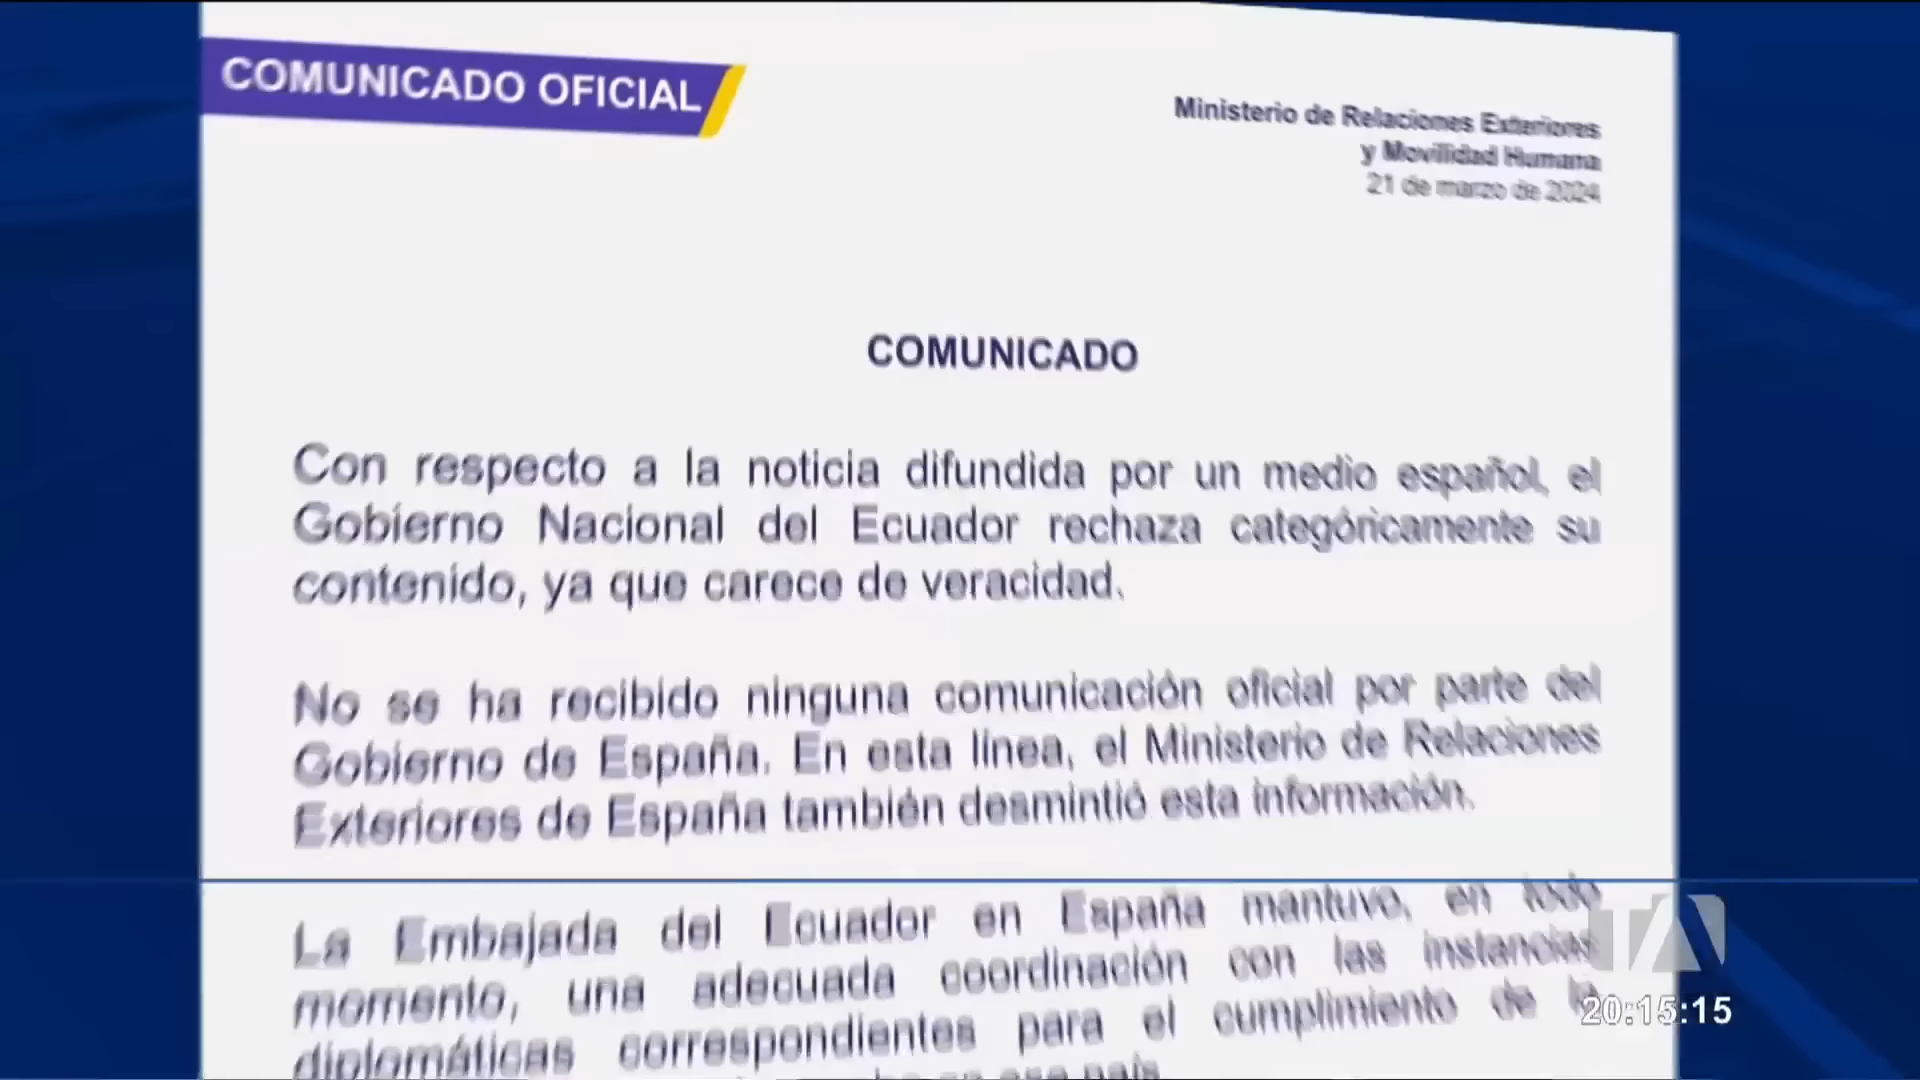 COMUNICADO OFICIAL
Ministerio de Relaciones Exteriores
y Movilidad Humana
21 de marzo de 2024
COMUNICADO
Con respecto a la noticia difundida por un medio español, el
Gobierno Nacional del Ecuador rechaza categóricamente su
contenido, ya que carece de veracidad.
No se ha recibido ninguna comunicación oficial por parte del
Gobierno de España. En esta línea, el Ministerio de Relaciones
Exteriores de España también desmintió esta información.
La Embajada del Ecuador en España mantuvo, en todo
momento, una adecuada coordinación con las instancias
diplomáticas correspondientes para el cumplimiento de la
en ese país
TA
20:15:15